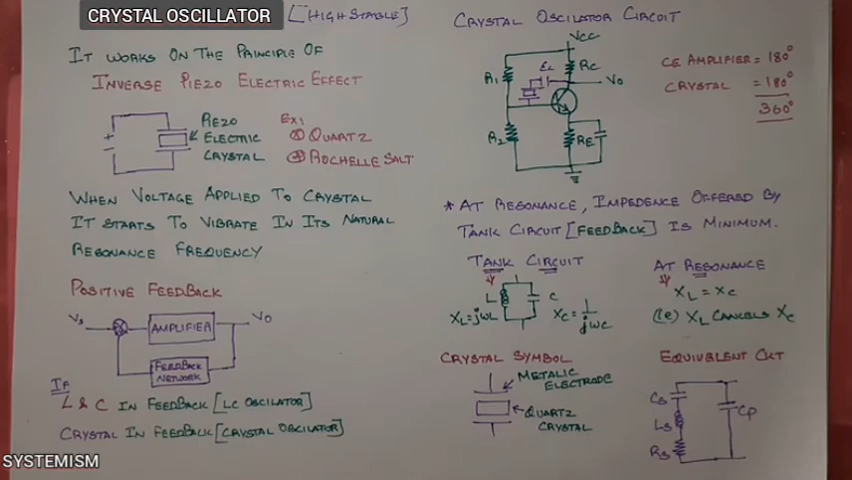 CRYSTAL OSCILLATOR [HIGH STABLE]
IT WORKS ON THE PRINCIPLE OF
INVERSE PIEZO ELECTRIC EFFECT
+
-
PIEZO
ELECTRIC
CRYSTAL
EX:
① QUARTZ
② ROCHELLE SALT
WHEN VOLTAGE APPLIED TO CRYSTAL
IT STARTS TO VIBRATE IN ITS NATURAL
RESONANCE FREQUENCY
POSITIVE FEEDBACK
Vs
AMPLIFIER
VO
FEEDBACK
NETWORK
IF
L & C IN FEEDBACK [LC OSCILATOR]
CRYSTAL IN FEEDBACK [CRYSTAL OSCILATOR]
SYSTEMISM
CRYSTAL OSCILATOR CIRCUIT
VCC
R1
RC
VO
R2
RE
CE AMPLIFIER = 180°
CRYSTAL = 180°
360°
* AT RESONANCE, IMPEDENCE OFFERED BY
TANK CIRCUIT [FEEDBACK] IS MINIMUM.
TANK CIRCUIT
L
C
XL=jωL
XC = 1/jωC
AT RESONANCE
XL = XC
(ie) XL CANCELS XC
CRYSTAL SYMBOL
METALIC
ELECTRODE
QUARTZ
CRYSTAL
EQUIVALENT CKT
CS
LS
RS
CP